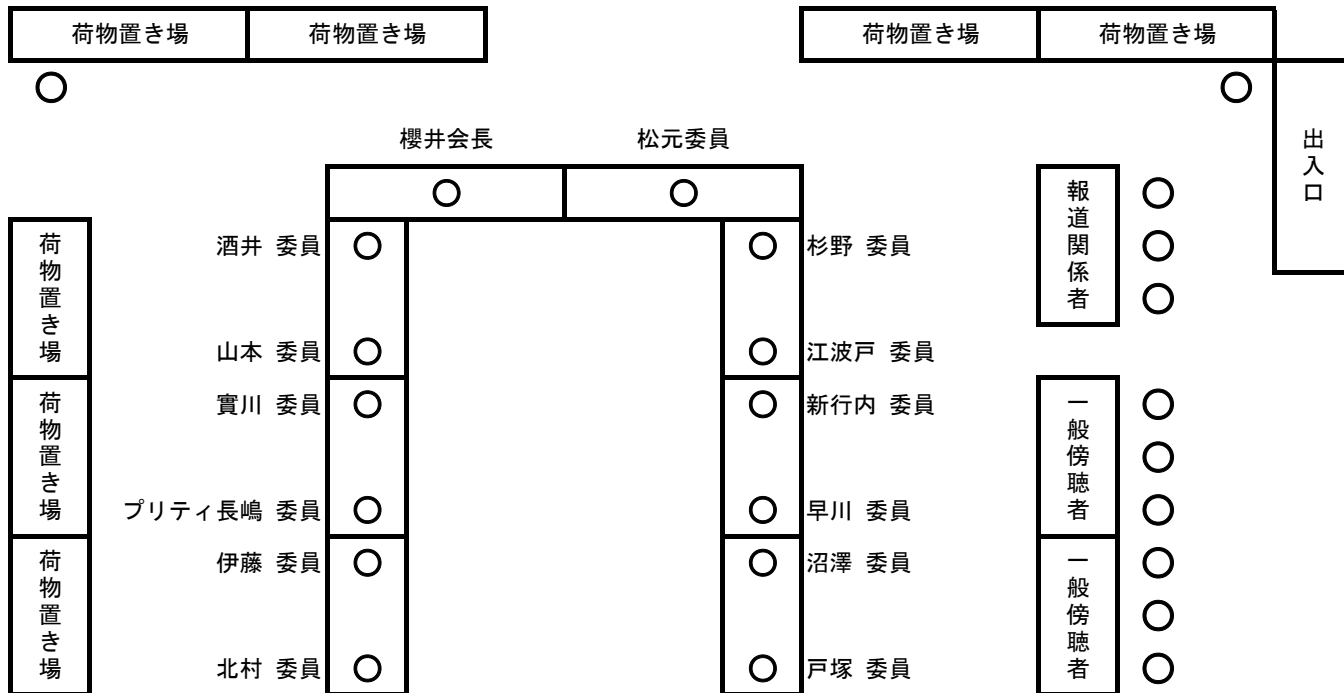 荷物置き場 荷物置き場 荷物置き場 荷物置き場
櫻井会長 松元委員
出入口
報道関係者
荷物置き場
酒井 委員 杉野 委員
山本 委員 江波戸 委員
荷物置き場
實川 委員 新行内 委員
一般傍聴者
プリティ長嶋 委員 早川 委員
荷物置き場
伊藤 委員 沼澤 委員
一般傍聴者
北村 委員 戸塚 委員